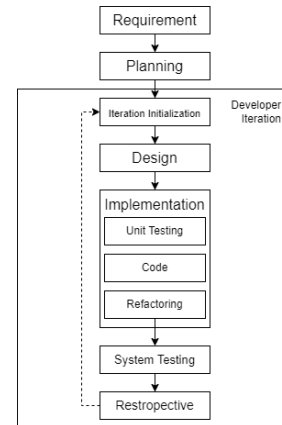 Requirement
Planning
Developer
Iteration
Iteration Initialization
Design
Implementation
Unit Testing
Code
Refactoring
System Testing
Restropective